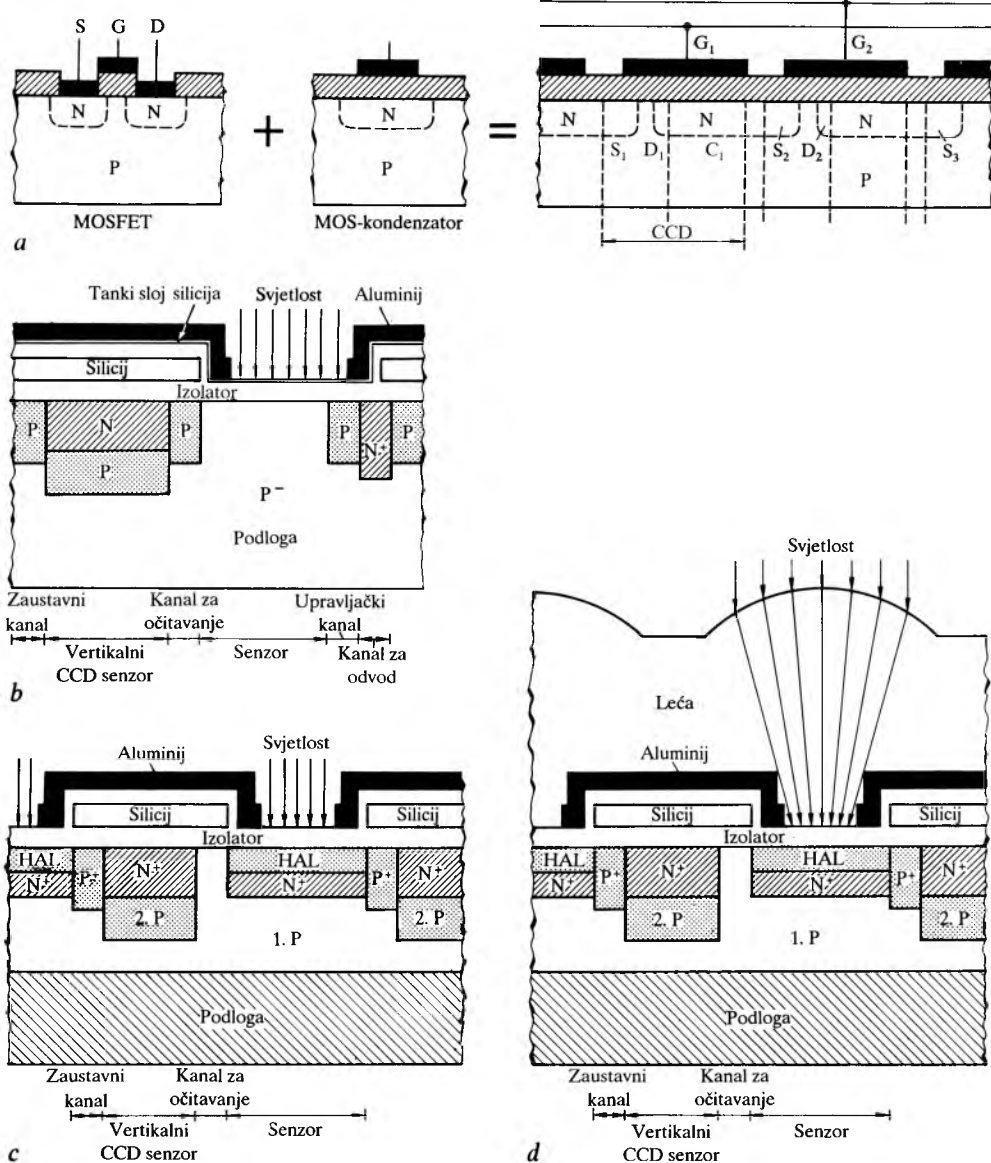 S G D
G₁ G₂
N N
N
N N N
S₁ D₁ C₁ S₂ D₂ S₃
P
P
P
MOSFET
MOS-kondenzator
CCD
a
Tanki sloj silicija
Svjetlost
Aluminij
Silicij
Izolator
P N P P N⁺ P
P
P⁻
Podloga
Zaustavni
kanal
Kanal za
očitavanje
Upravljački
kanal
Vertikalni
CCD senzor
Senzor
Kanal za
odvod
b
Svjetlost
Aluminij
Silicij
Silicij
Izolator
HAL P⁺ N⁺ HAL P⁺ N⁺
N⁺ N⁺
2. P 2. P
1. P
Podloga
Zaustavni
kanal
Kanal za
očitavanje
Vertikalni
CCD senzor
Senzor
c
Svjetlost
Leća
Aluminij
Silicij
Silicij
Izolator
HAL P⁺ N⁺ HAL P⁺ N⁺
N⁺ N⁺
2. P 2. P
1. P
Podloga
Zaustavni
kanal
Kanal za
očitavanje
Vertikalni
CCD senzor
Senzor
d